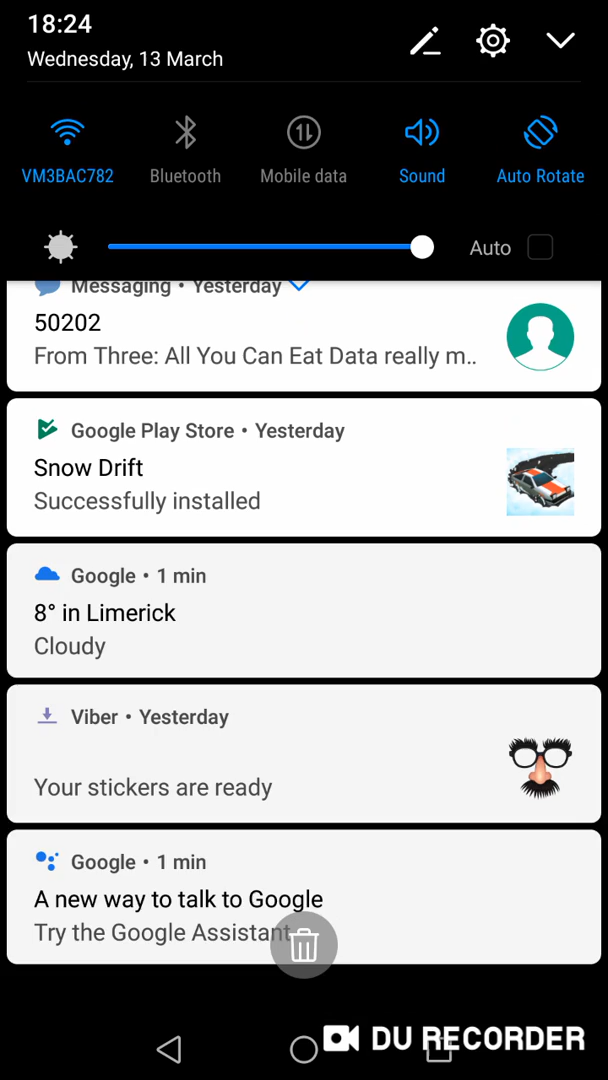 18:24
Wednesday, 13 March
VM3BAC782 Bluetooth Mobile data Sound Auto Rotate
Auto
Messaging • Yesterday
50202
From Three: All You Can Eat Data really m..
Google Play Store • Yesterday
Snow Drift
Successfully installed
Google • 1 min
8° in Limerick
Cloudy
Viber • Yesterday
Your stickers are ready
Google • 1 min
A new way to talk to Google
Try the Google Assistant
DU RECORDER